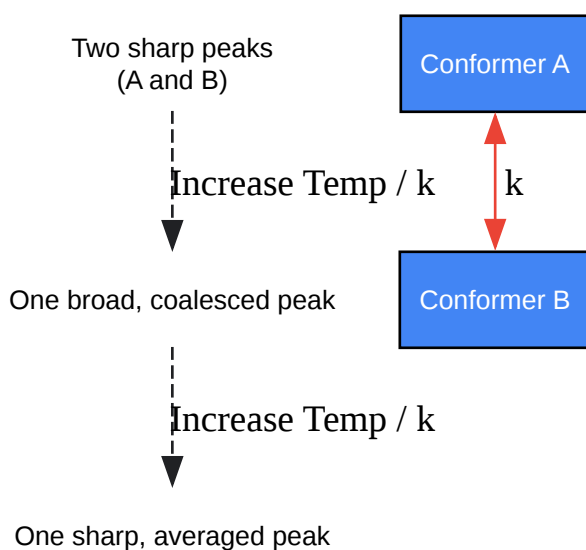 Two sharp peaks
(A and B)
Conformer A
Increase Temp / k
k
One broad, coalesced peak
Conformer B
Increase Temp / k
One sharp, averaged peak